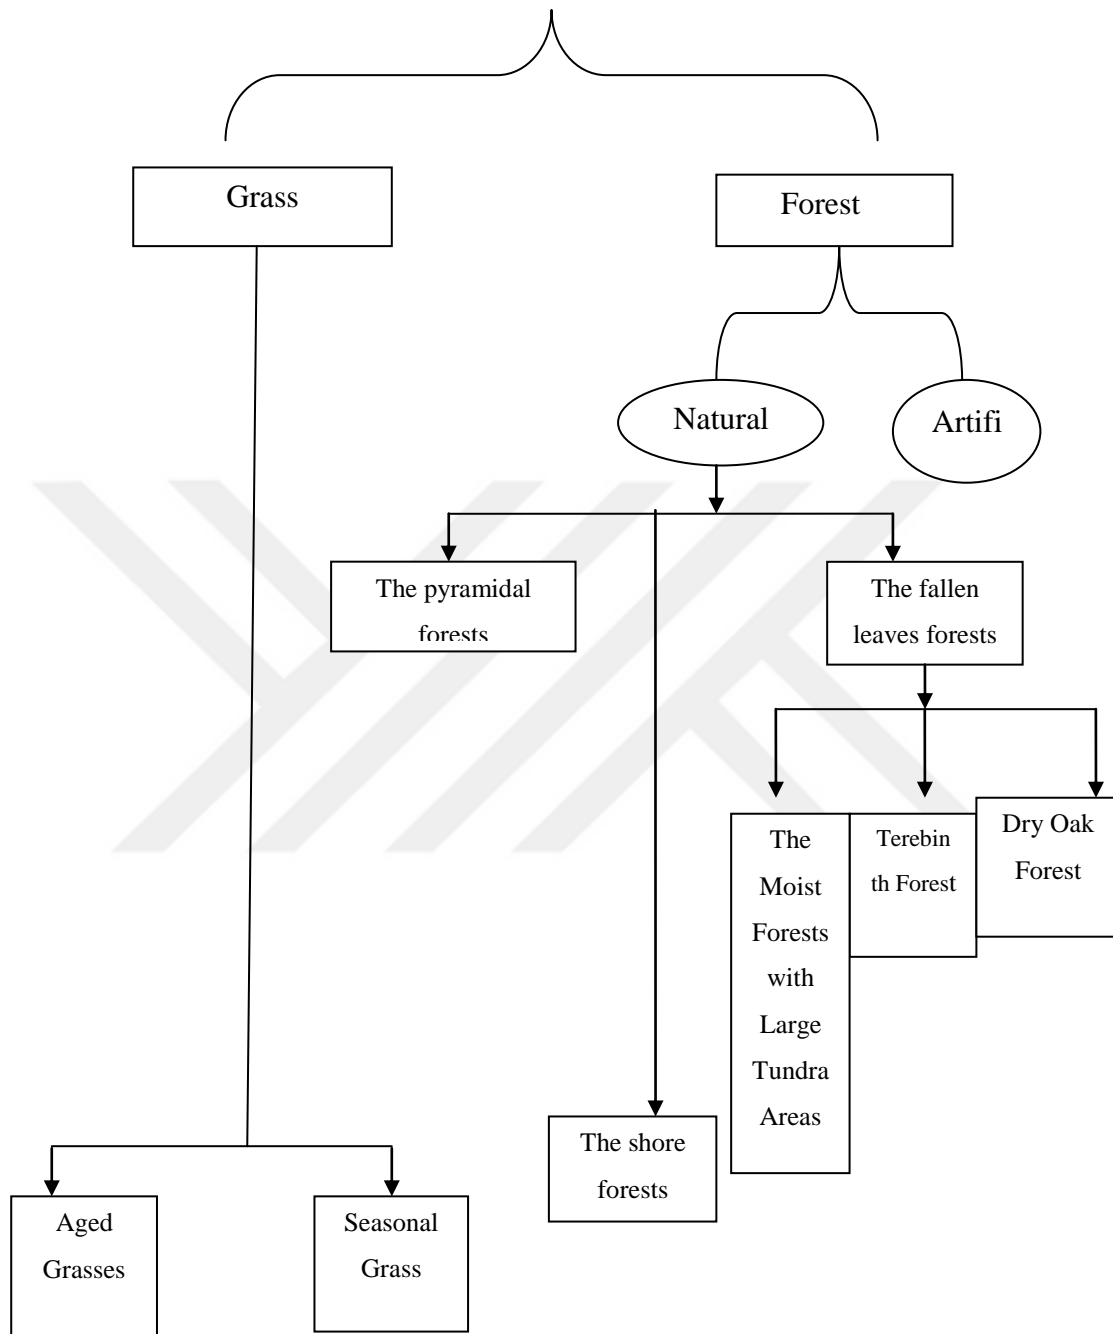 Grass
Forest
Natural
Artifi
The pyramidal
forests
The fallen
leaves forests
The
Moist
Forests
with
Large
Tundra
Areas
Terebin
th Forest
Dry Oak
Forest
The shore
forests
Aged
Grasses
Seasonal
Grass